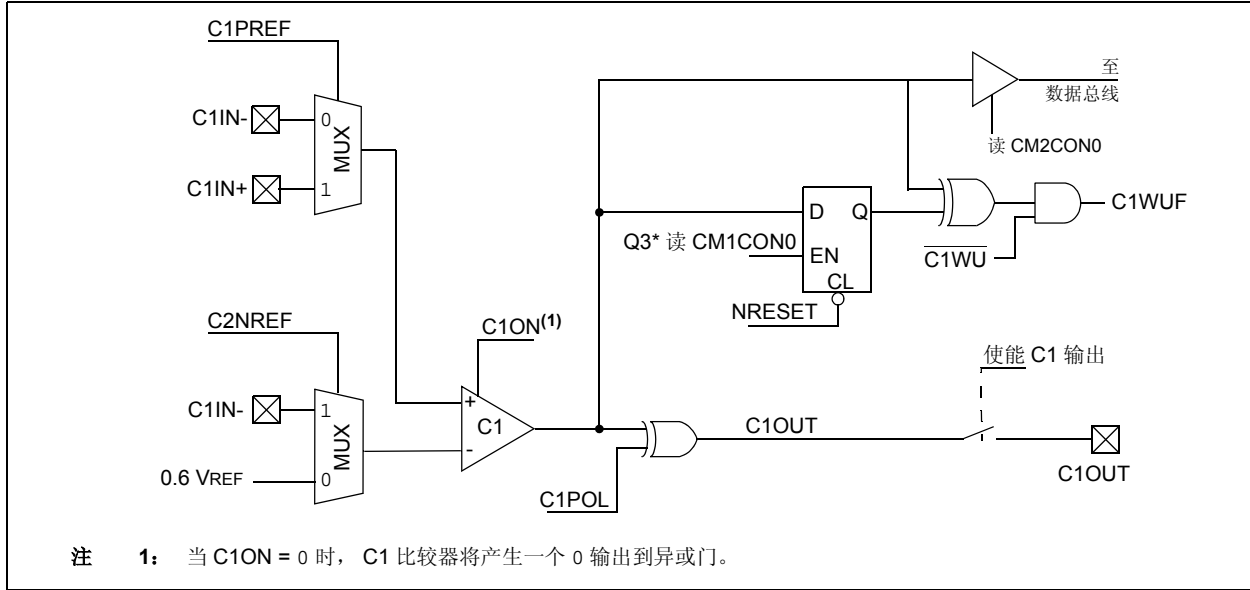 C1PREF
C1IN-
0
MUX
C1IN+
1
至
数据总线
读 CM2CON0
D Q
Q3* 读 CM1CON0
EN
CL
NRESET
C1WU
C1WUF
C2NREF
C1ON(1)
C1IN-
1
MUX
0.6 VREF
0
+
C1
-
C1OUT
C1POL
使能 C1 输出
C1OUT
注 1: 当 C1ON = 0 时, C1 比较器将产生一个 0 输出到异或门。